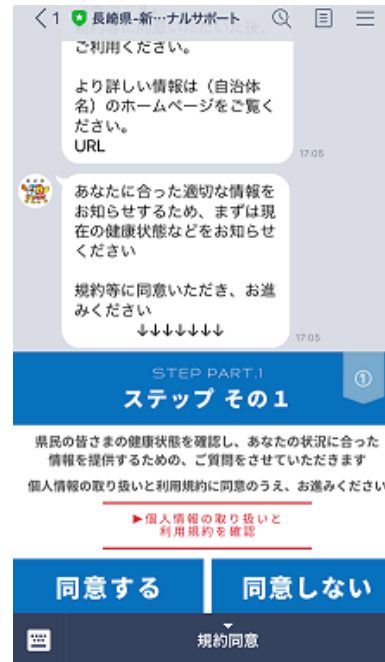 1 長崎県-新…ナルサポート
ご利用ください。
より詳しい情報は（自治体
名）のホームページをご覧く
ださい。
URL
17:05
あなたに合った適切な情報を
お知らせするため、まずは現
在の健康状態などをお知らせ
ください
規約等に同意いただき、お進
みください
↓↓↓↓↓↓↓
17:05
STEP PART.1
①
ステップ その１
県民の皆さまの健康状態を確認し、あなたの状況に合った
情報を提供するための、ご質問をさせていただきます
個人情報の取り扱いと利用規約に同意のうえ、お進みください
▶個人情報の取り扱いと
利用規約を確認
同意する
同意しない
規約同意